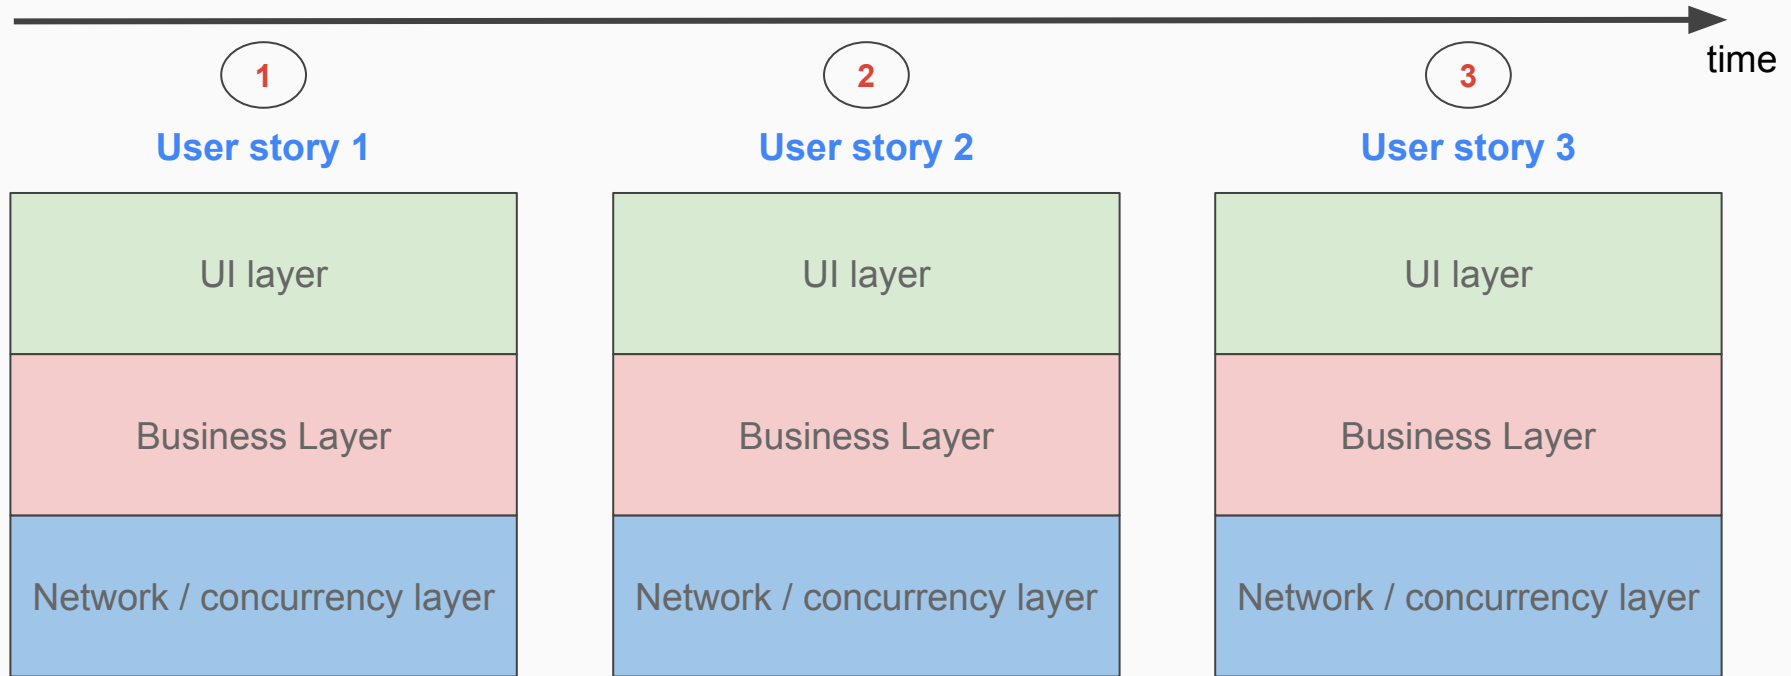 time
1
2
3
User story 1
User story 2
User story 3
UI layer
UI layer
UI layer
Business Layer
Business Layer
Business Layer
Network / concurrency layer
Network / concurrency layer
Network / concurrency layer